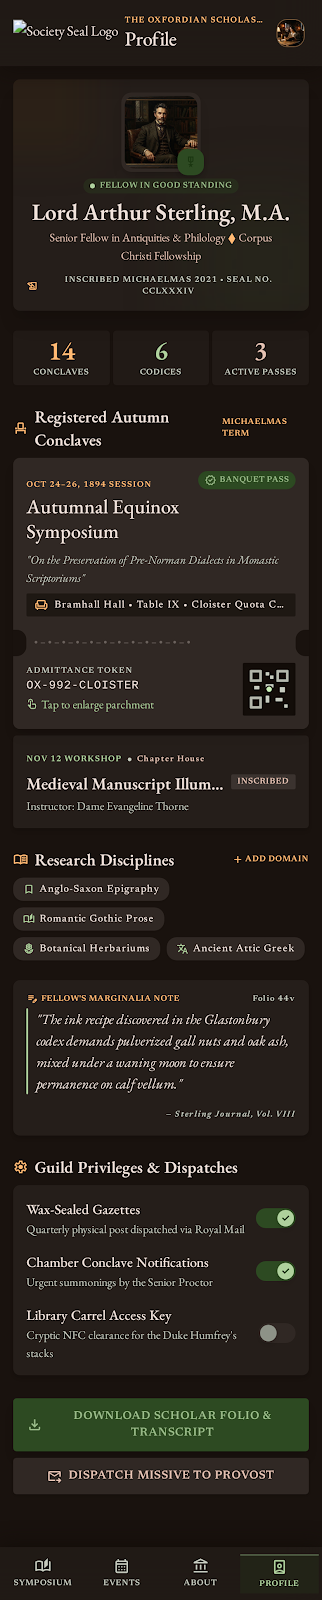 Society Seal Logo
THE OXFORDIAN SCHOLAS...
Profile
FELLOW IN GOOD STANDING
Lord Arthur Sterling, M.A.
Senior Fellow in Antiquities & Philology ♦ Corpus
Christi Fellowship
INSCRIBED MICHAELMAS 2021 • SEAL NO.
CCLXXXIV
14
CONCLAVES
6
CODICES
3
ACTIVE PASSES
Registered Autumn
Conclaves
MICHAELMAS
TERM
OCT 24–26, 1894 SESSION
BANQUET PASS
Autumnal Equinox
Symposium
"On the Preservation of Pre-Norman Dialects in Monastic
Scriptoriums"
Bramhall Hall • Table IX • Cloister Quota C...
ADMITTANCE TOKEN
OX-992-CLOISTER
Tap to enlarge parchment
NOV 12 WORKSHOP • Chapter House
Medieval Manuscript Illum...
INSCRIBED
Instructor: Dame Evangeline Thorne
Research Disciplines
+ ADD DOMAIN
Anglo-Saxon Epigraphy
Romantic Gothic Prose
Botanical Herbariums
Ancient Attic Greek
FELLOW'S MARGINALIA NOTE
Folio 44v
"The ink recipe discovered in the Glastonbury
codex demands pulverized gall nuts and oak ash,
mixed under a waning moon to ensure
permanence on calf vellum."
– Sterling Journal, Vol. VIII
Guild Privileges & Dispatches
Wax-Sealed Gazettes
Quarterly physical post dispatched via Royal Mail
Chamber Conclave Notifications
Urgent summonings by the Senior Proctor
Library Carrel Access Key
Cryptic NFC clearance for the Duke Humfrey's
stacks
DOWNLOAD SCHOLAR FOLIO &
TRANSCRIPT
DISPATCH MISSIVE TO PROVOST
SYMPOSIUM
EVENTS
ABOUT
PROFILE